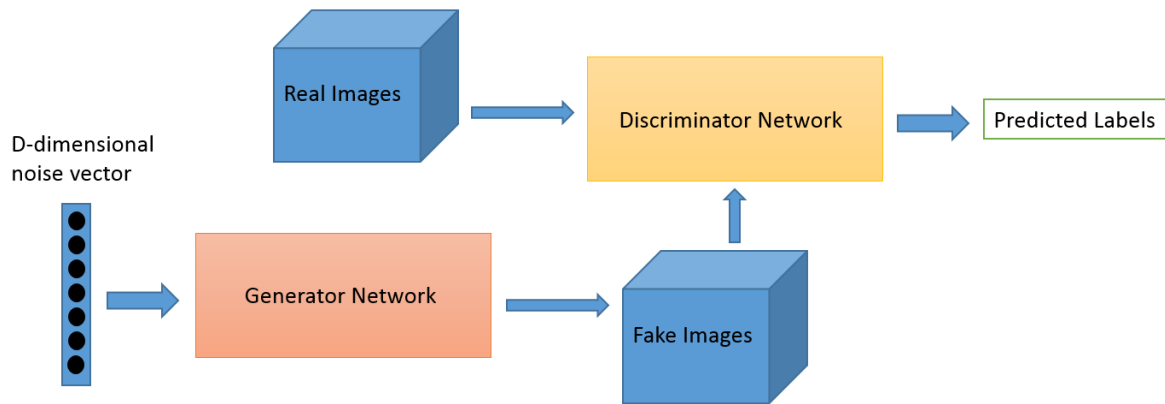 Real Images
Discriminator Network
Predicted Labels
D-dimensional
noise vector
Generator Network
Fake Images